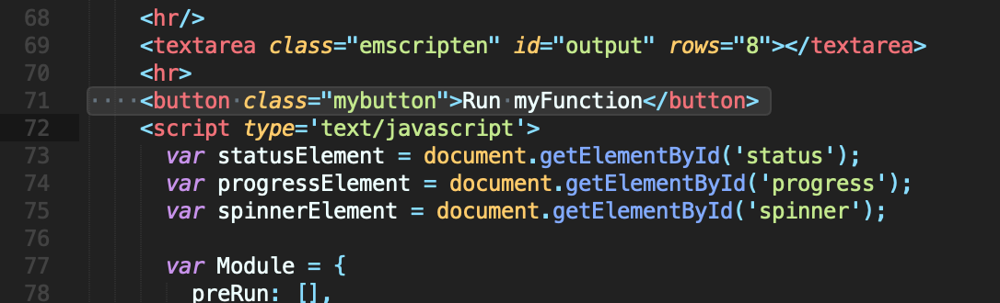 68 <hr/>
69 <textarea class="emscripten" id="output" rows="8"></textarea>
70 <hr>
71 <button class="mybutton">Run myFunction</button>
72 <script type='text/javascript'>
73 var statusElement = document.getElementById('status');
74 var progressElement = document.getElementById('progress');
75 var spinnerElement = document.getElementById('spinner');
76
77 var Module = {
78 preRun: [],